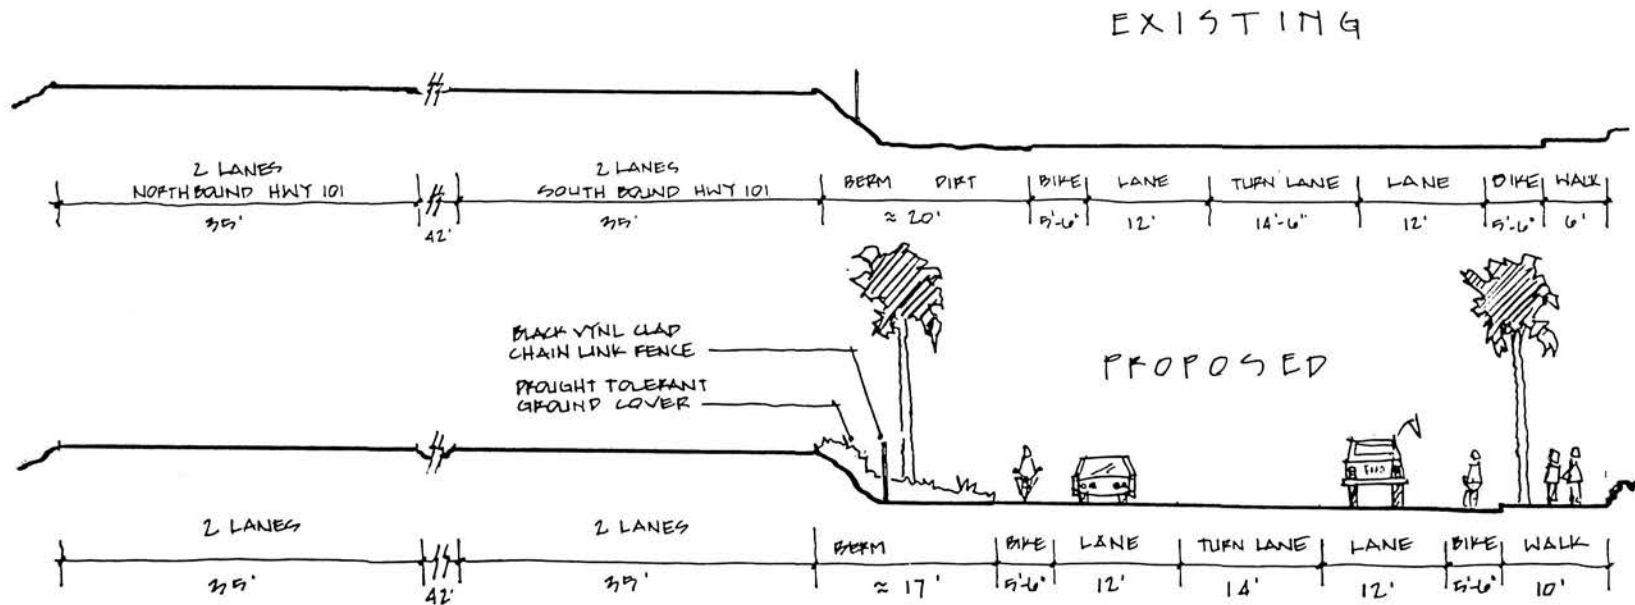 EXISTING
2 LANES
NORTHBOUND HWY 101
2 LANES
SOUTH BOUND HWY 101
BERM DIRT BIKE LANE TURN LANE LANE BIKE WALK
35' 42' 35' ≈ 20' 5'-6" 12' 14'-6" 12' 5'-6" 6'
BLACK VYNL CLAD
CHAIN LINK FENCE
DROUGHT TOLERANT
GROUND COVER
PROPOSED
2 LANES 2 LANES BERM BIKE LANE TURN LANE LANE BIKE WALK
35' 42' 35' ≈ 17' 5'-6" 12' 14' 12' 5'-6" 10'